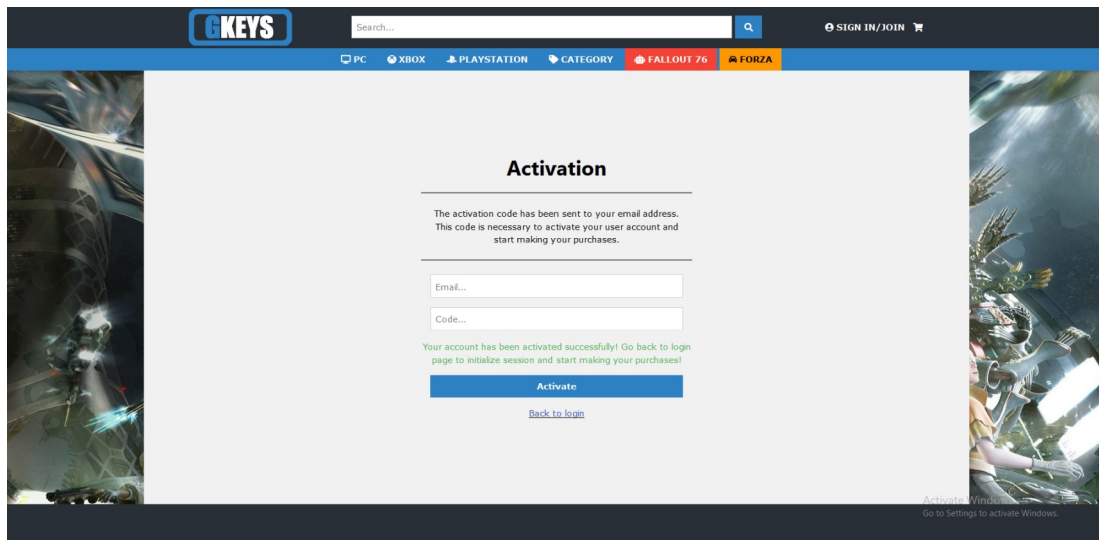 GKEYS
Search...
SIGN IN/JOIN
PC
XBOX
PLAYSTATION
CATEGORY
FALLOUT 76
FORZA
Activation
The activation code has been sent to your email address.
This code is necessary to activate your user account and
start making your purchases.
Email...
Code...
Your account has been activated successfully! Go back to login
page to initialize session and start making your purchases!
Activate
Back to login
Activate Windows
Go to Settings to activate Windows.